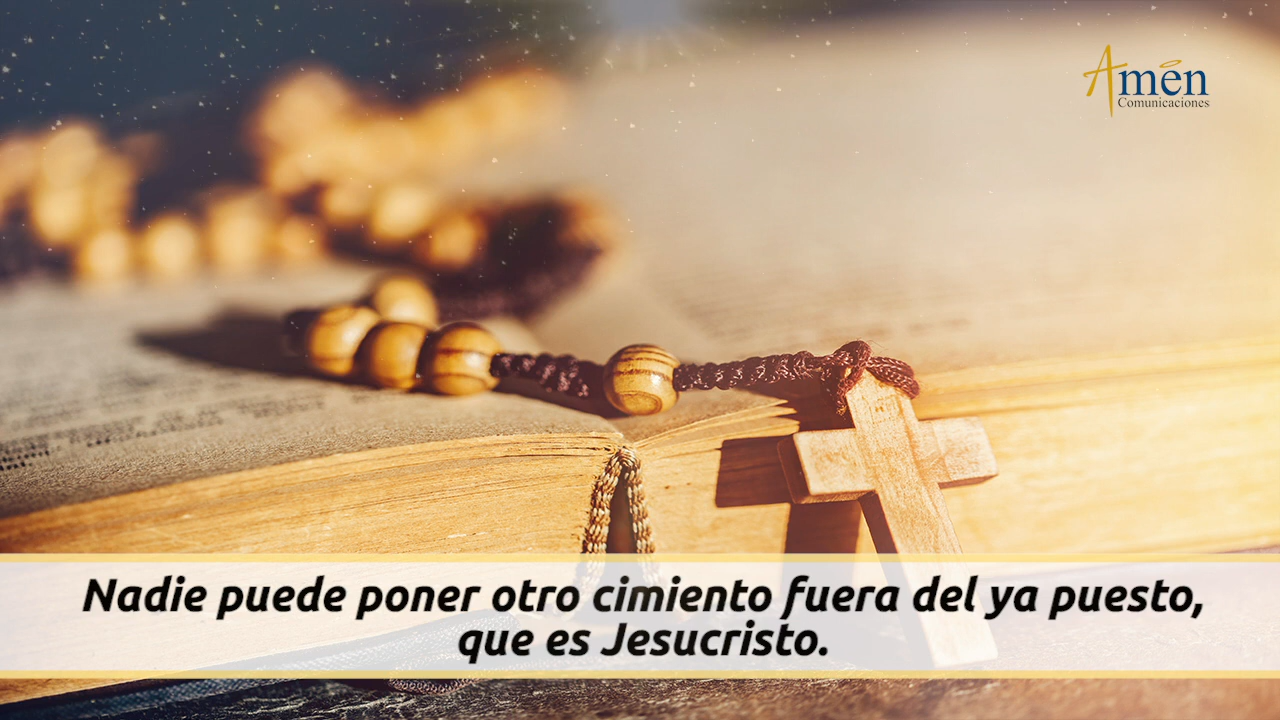 Amén
Comunicaciones
Nadie puede poner otro cimiento fuera del ya puesto,
que es Jesucristo.